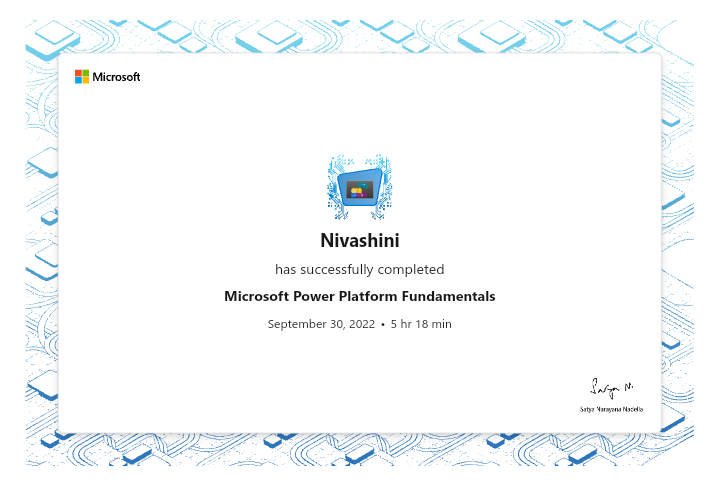 Microsoft
Nivashini
has successfully completed
Microsoft Power Platform Fundamentals
September 30, 2022 • 5 hr 18 min
Satya N.
Satya Narayana Nadella